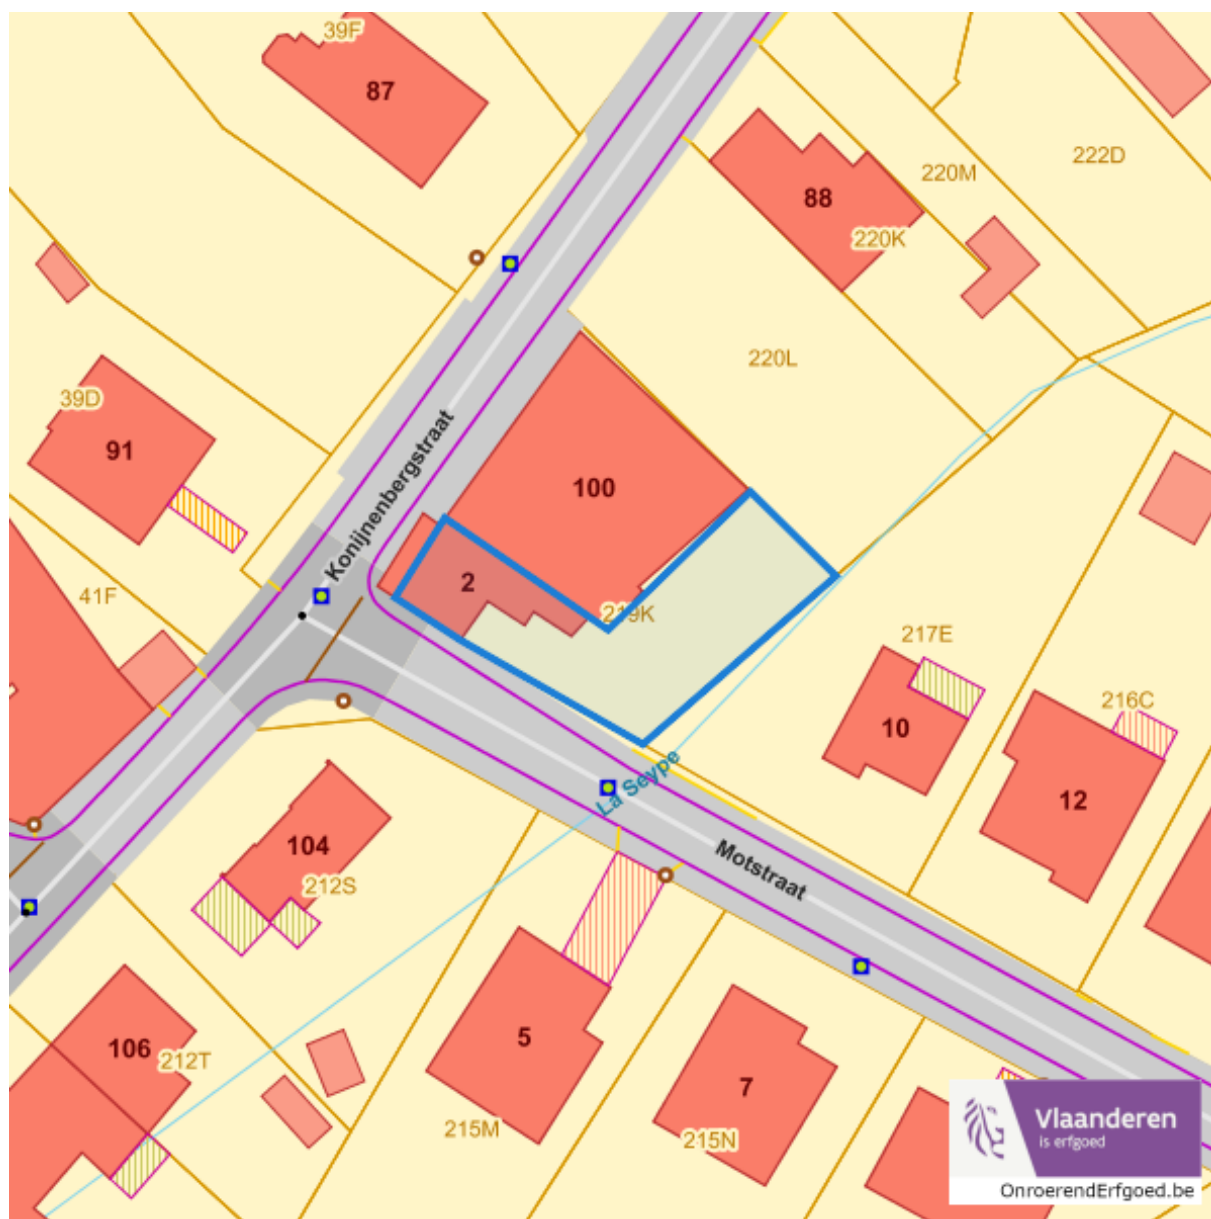 39F
87
88
220M
222D
220K
220L
39D
91
Konijnenbergstraat
100
2
219K
41F
217E
216C
10
12
La Seype
Motstraat
104
212S
5
106
212T
7
215M
215N
Vlaanderen
is erfgoed
OnroerendErfgoed.be